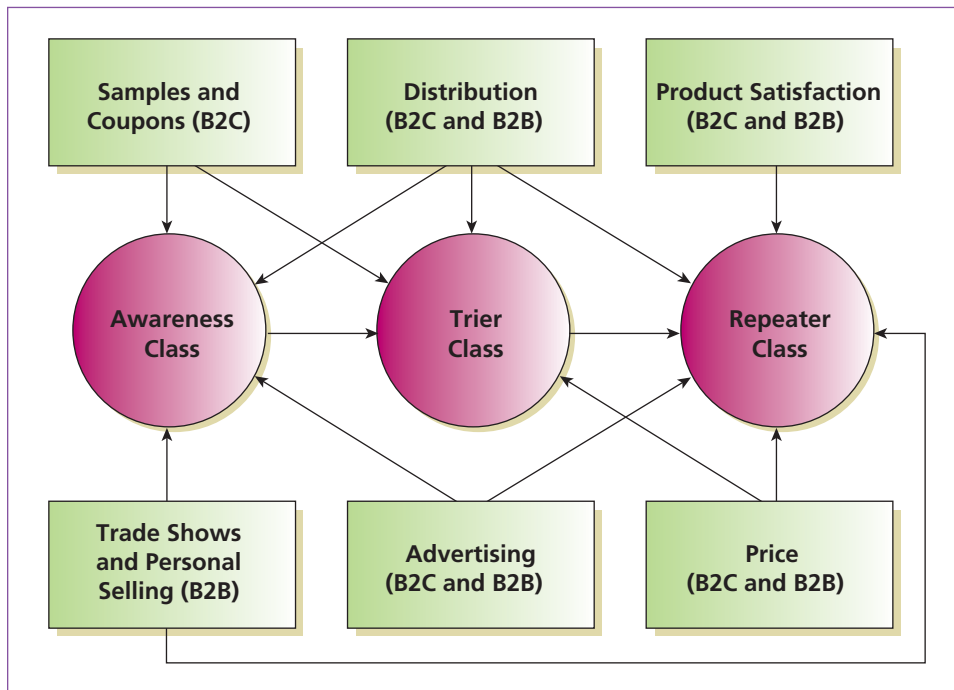 Samples and
Coupons (B2C)
Distribution
(B2C and B2B)
Product Satisfaction
(B2C and B2B)
Awareness
Class
Trier
Class
Repeater
Class
Trade Shows
and Personal
Selling (B2B)
Advertising
(B2C and B2B)
Price
(B2C and B2B)